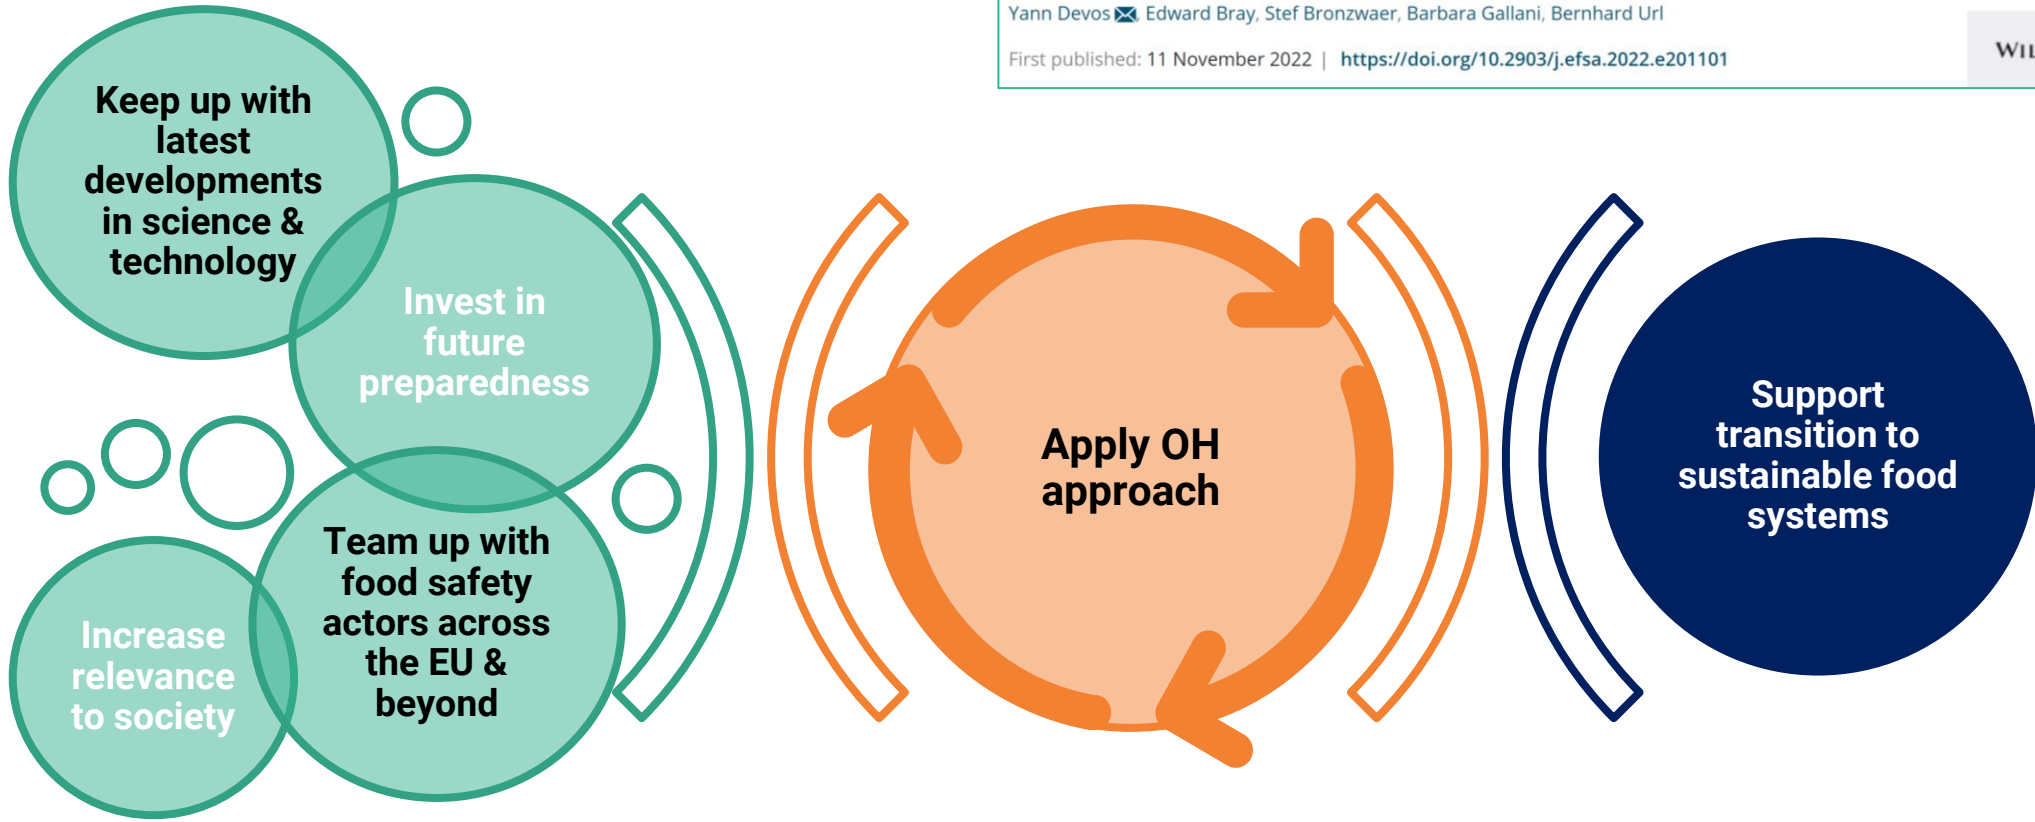 Yann Devos, Edward Bray, Stef Bronzwaer, Barbara Gallani, Bernhard Url
First published: 11 November 2022 | https://doi.org/10.2903/j.efsa.2022.e201101
Keep up with
latest
developments
in science &
technology
Invest in
future
preparedness
Team up with
food safety
actors across
the EU &
beyond
Increase
relevance
to society
Apply OH
approach
Support
transition to
sustainable food
systems